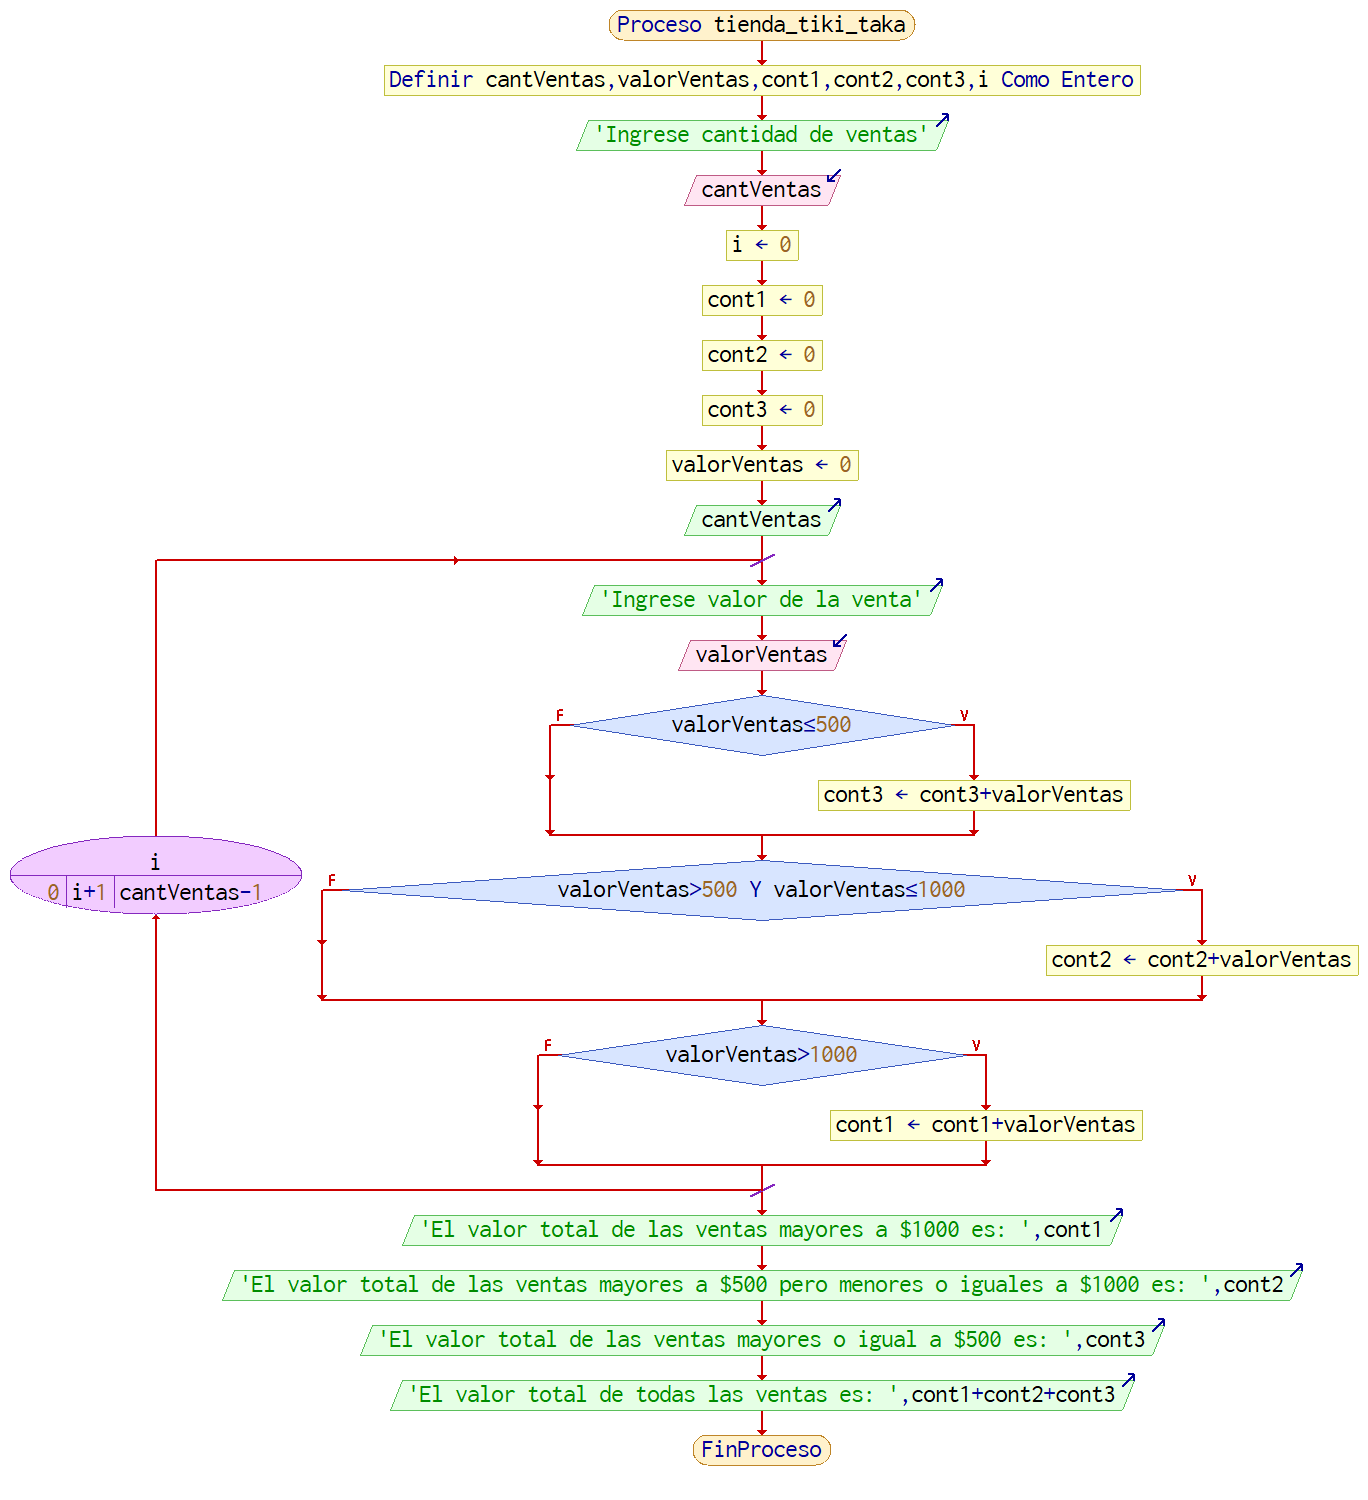 Proceso tienda_tiki_taka
Definir cantVentas,valorVentas,cont1,cont2,cont3,i Como Entero
'Ingrese cantidad de ventas'
cantVentas
i ← 0
cont1 ← 0
cont2 ← 0
cont3 ← 0
valorVentas ← 0
cantVentas
'Ingrese valor de la venta'
valorVentas
F
V
valorVentas≤500
cont3 ← cont3+valorVentas
i
0 i+1 cantVentas-1
F
V
valorVentas>500 Y valorVentas≤1000
cont2 ← cont2+valorVentas
F
V
valorVentas>1000
cont1 ← cont1+valorVentas
'El valor total de las ventas mayores a $1000 es: ',cont1
'El valor total de las ventas mayores a $500 pero menores o iguales a $1000 es: ',cont2
'El valor total de las ventas mayores o igual a $500 es: ',cont3
'El valor total de todas las ventas es: ',cont1+cont2+cont3
FinProceso